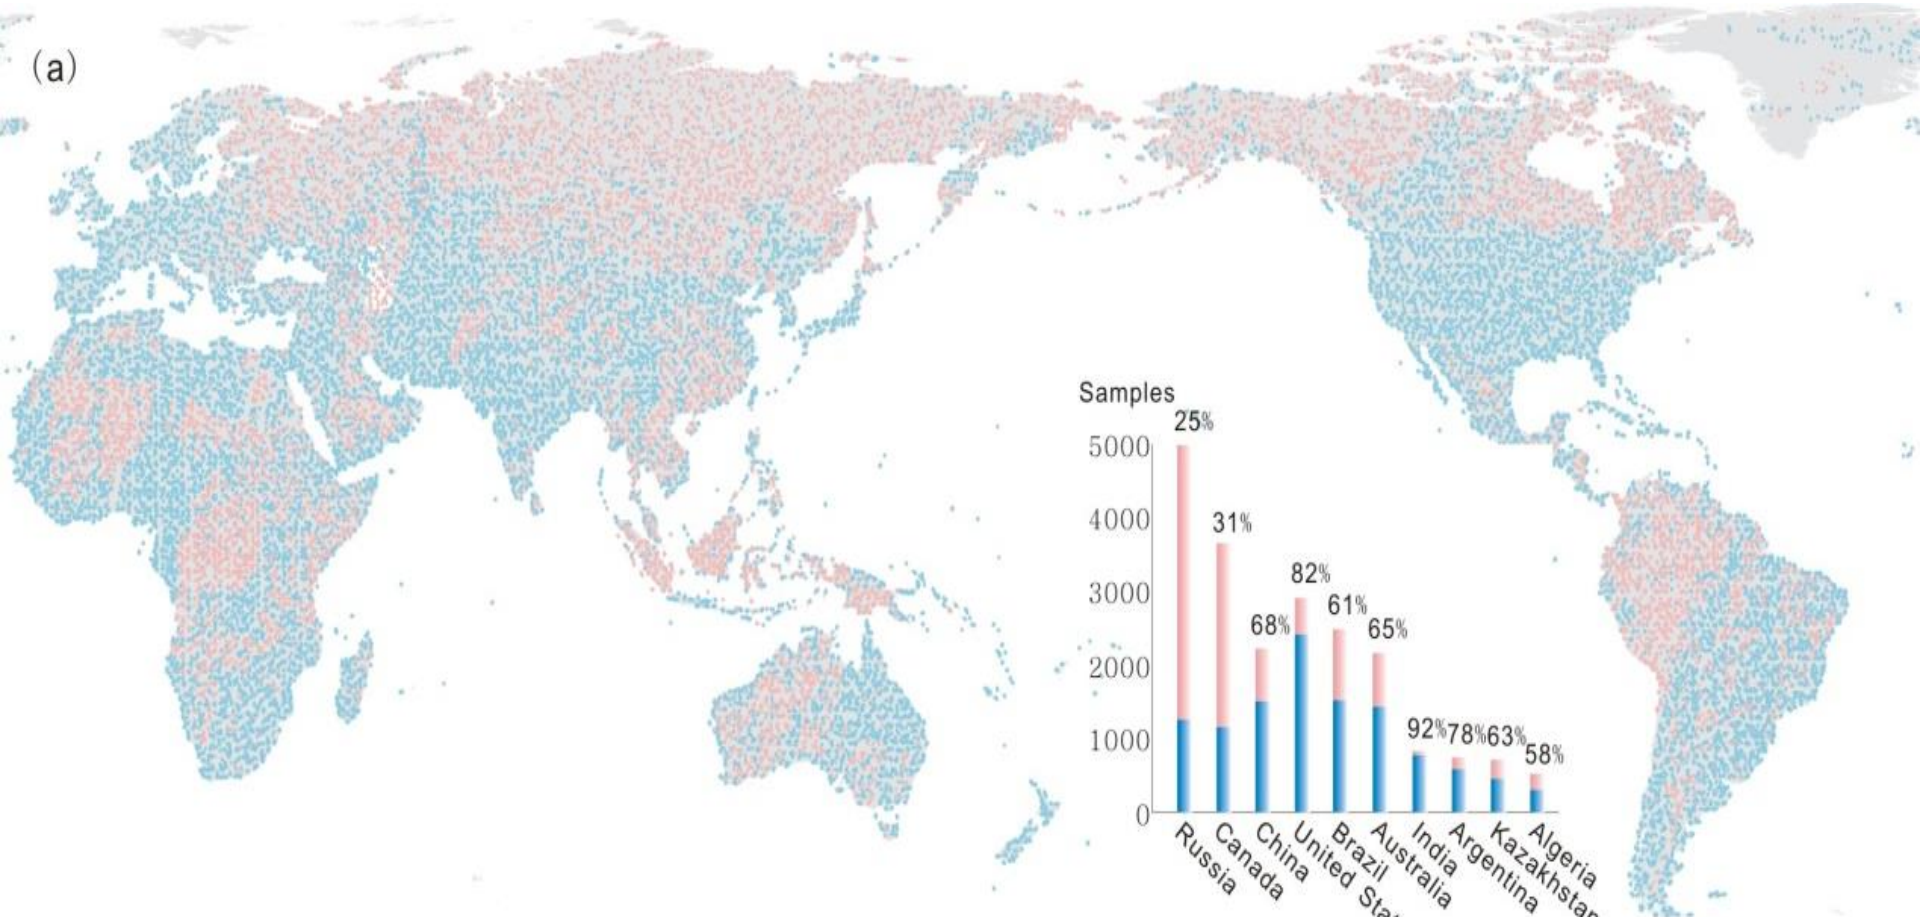 (a)
Samples
25%
5000
31%
4000
82%
3000
61%
68%
65%
2000
92%
78%
63%
1000
58%
0
Russia
Canada
China
United Stat
Brazil
Australia
India
Argentina
Kazakhstan
Algeria